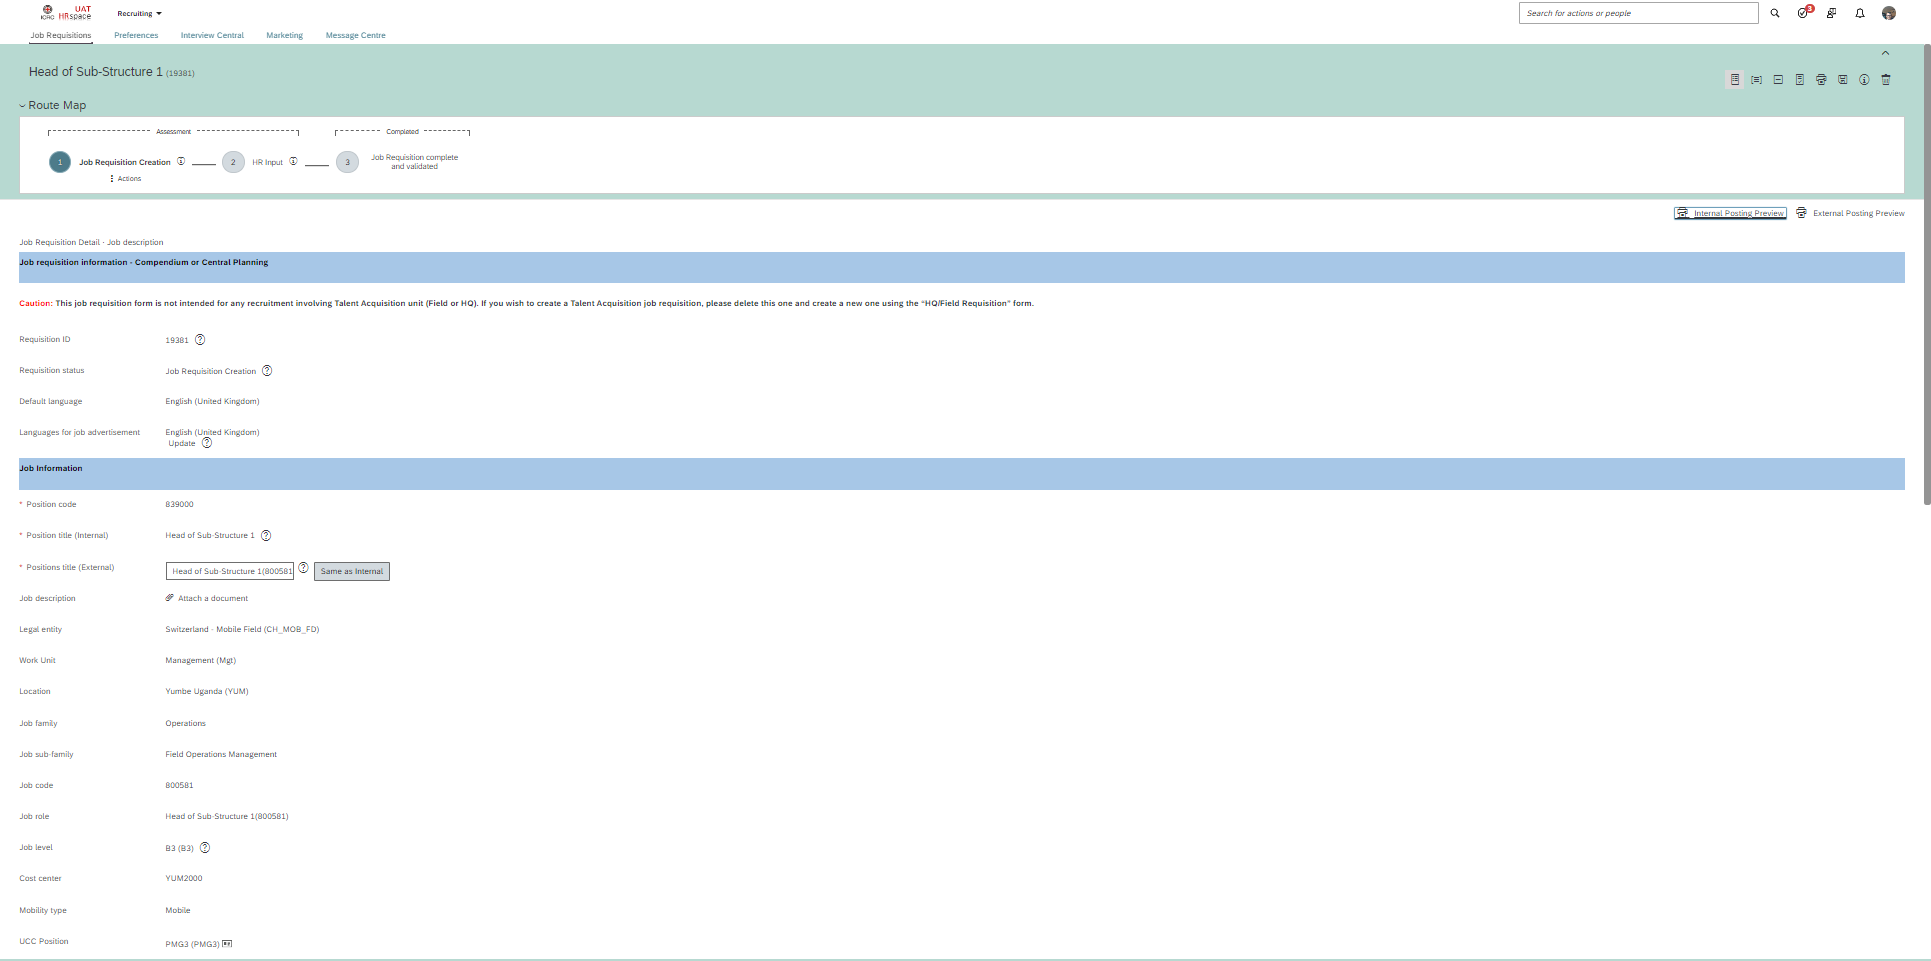 ICRC UAT HRspace Recruiting
Search for actions or people
3
Job Requisitions Preferences Interview Central Marketing Message Centre
Head of Sub-Structure 1 (19381)
Route Map
Assessment Completed
1 Job Requisition Creation 2 HR Input 3 Job Requisition complete and validated
Actions
Internal Posting Preview External Posting Preview
Job Requisition Detail · Job description
Job requisition information - Compendium or Central Planning
Caution: This job requisition form is not intended for any recruitment involving Talent Acquisition unit (Field or HQ). If you wish to create a Talent Acquisition job requisition, please delete this one and create a new one using the “HQ/Field Requisition” form.
Requisition ID 19381
Requisition status Job Requisition Creation
Default language English (United Kingdom)
Languages for job advertisement English (United Kingdom)
Update
Job Information
* Position code 839000
* Position title (Internal) Head of Sub-Structure 1
* Positions title (External) Head of Sub-Structure 1(800581 Same as Internal
Job description Attach a document
Legal entity Switzerland - Mobile Field (CH_MOB_FD)
Work Unit Management (Mgt)
Location Yumbe Uganda (YUM)
Job family Operations
Job sub-family Field Operations Management
Job code 800581
Job role Head of Sub-Structure 1(800581)
Job level B3 (B3)
Cost center YUM2000
Mobility type Mobile
UCC Position PMG3 (PMG3)